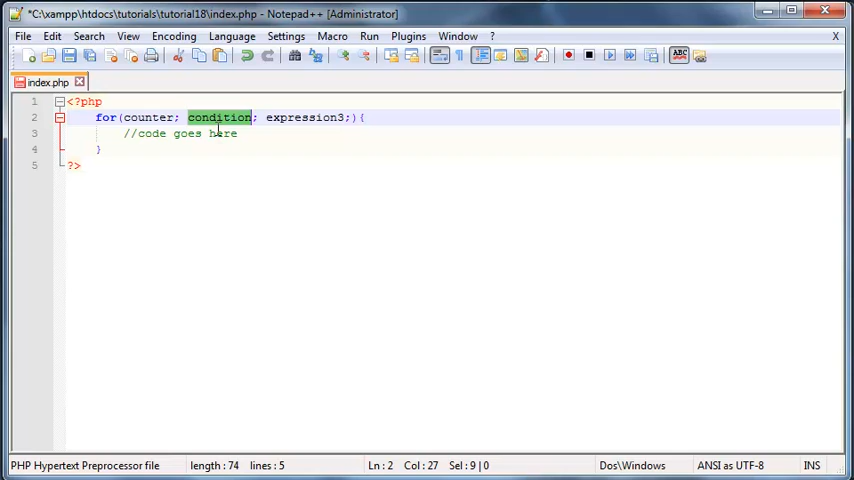 *C:\xampp\htdocs\tutorials\tutorial18\index.php - Notepad++ [Administrator]
File Edit Search View Encoding Language Settings Macro Run Plugins Window ? X
ABC
index.php
1 <?php
2 for(counter; condition; expression3;){
3 //code goes here
4 }
5 ?>
PHP Hypertext Preprocessor file length : 74 lines : 5 Ln : 2 Col : 27 Sel : 9 | 0 Dos\Windows ANSI as UTF-8 INS